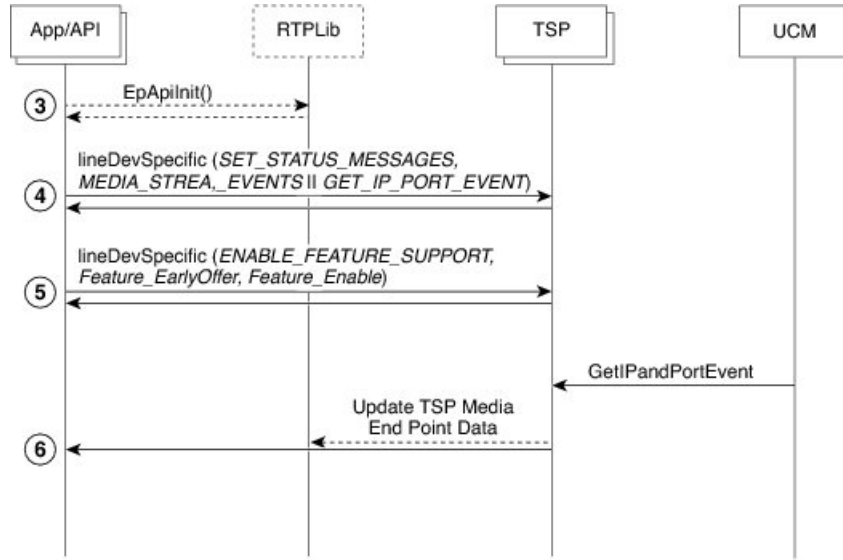 App/API
RTPLib
TSP
UCM
EpApiInit()
3
lineDevSpecific (SET_STATUS_MESSAGES,
MEDIA_STREA,_EVENTS || GET_IP_PORT_EVENT)
4
lineDevSpecific (ENABLE_FEATURE_SUPPORT,
Feature_EarlyOffer, Feature_Enable)
5
GetIPandPortEvent
Update TSP Media
End Point Data
6